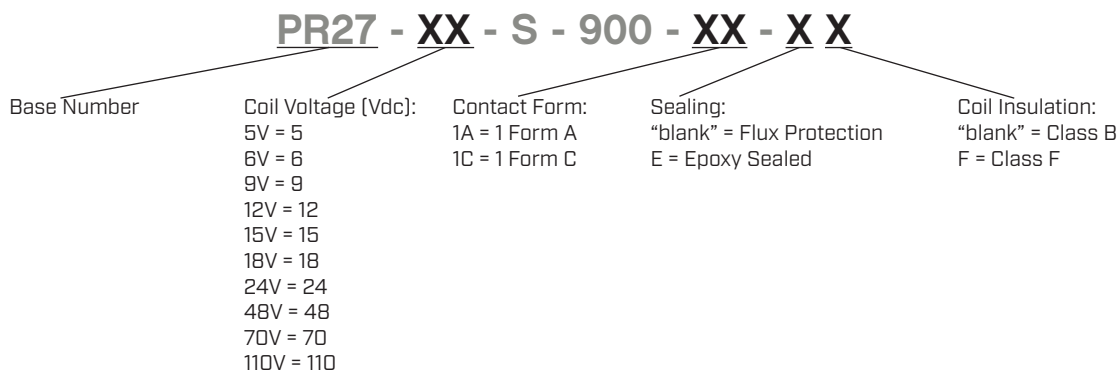 PR27 - XX - S - 900 - XX - X X
Base Number
Coil Voltage (Vdc):
5V = 5
6V = 6
9V = 9
12V = 12
15V = 15
18V = 18
24V = 24
48V = 48
70V = 70
110V = 110
Contact Form:
1A = 1 Form A
1C = 1 Form C
Sealing:
“blank” = Flux Protection
E = Epoxy Sealed
Coil Insulation:
“blank” = Class B
F = Class F